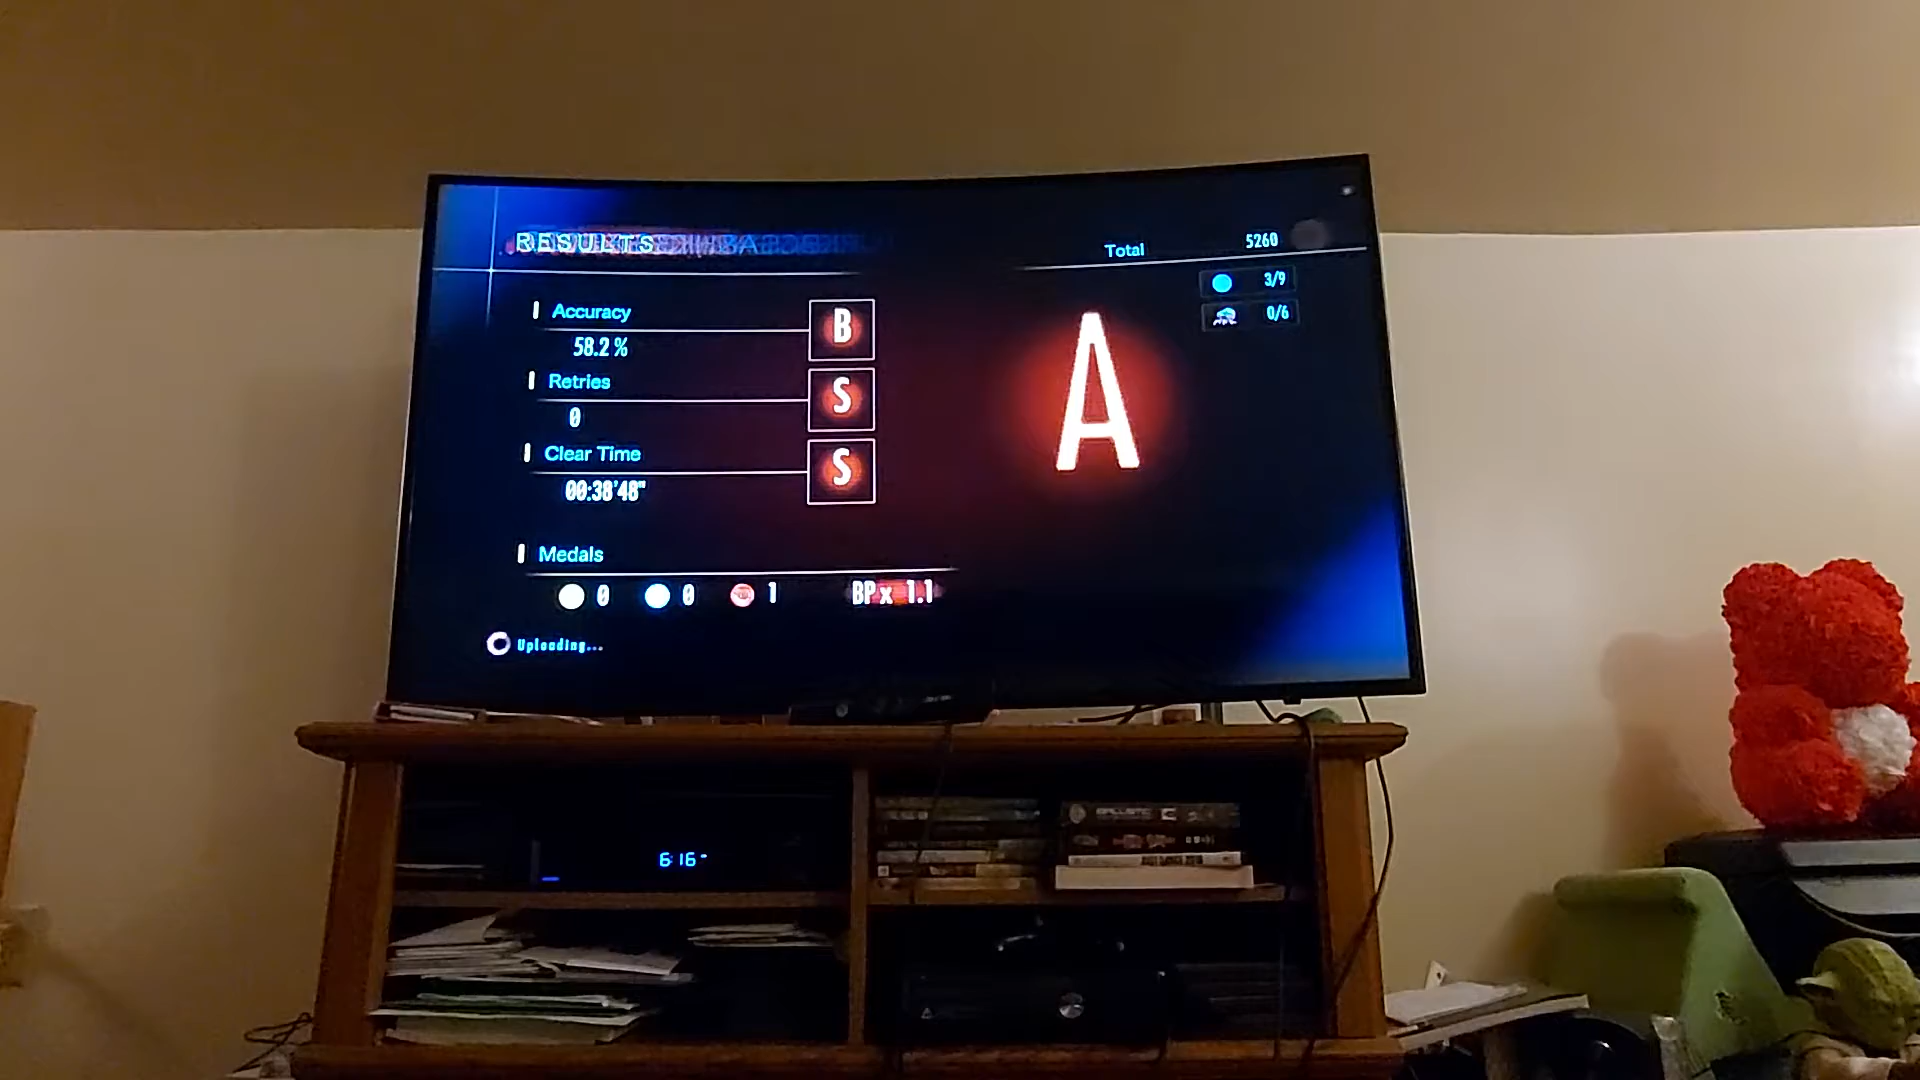 RESULTS
Total 5260
3/9
0/6
Accuracy
58.2 %
B
Retries
0
S
Clear Time
00:38'48"
S
A
Medals
0 0 1 BP x 1.1
Uploading...
6:16
BALLISTIC